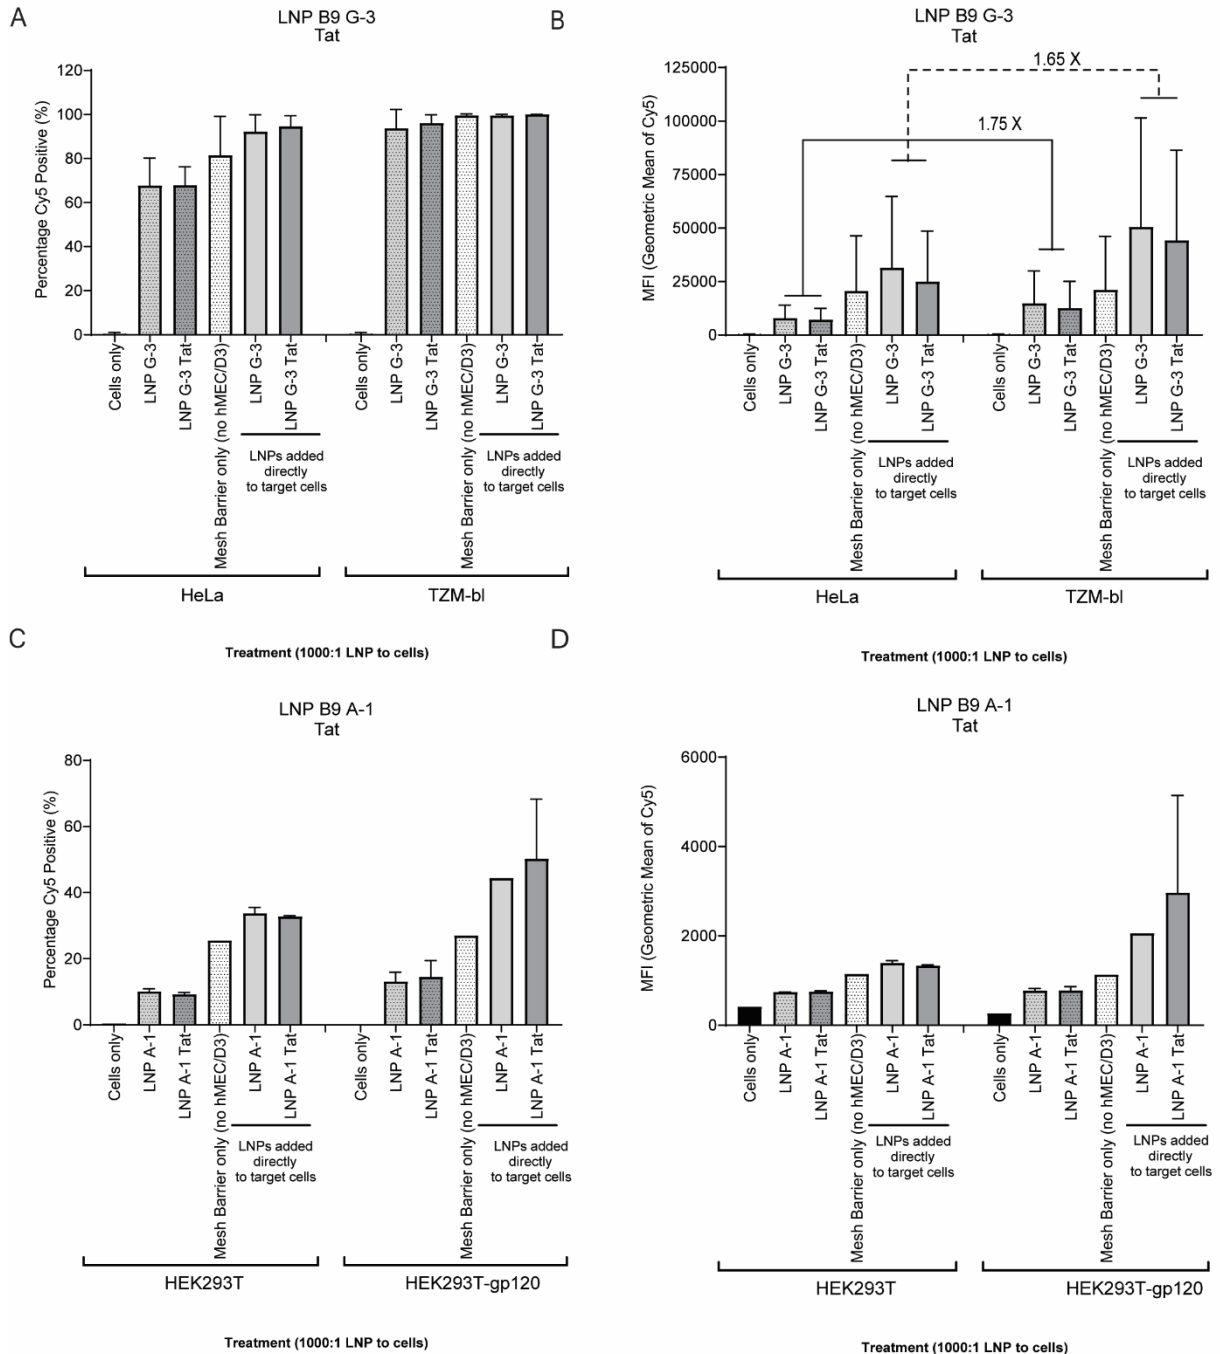 A
LNP B9 G-3
Tat
Percentage Cy5 Positive (%)
120
100
80
60
40
20
0
Cells only
LNP G-3
LNP G-3 Tat
Mesh Barrier only (no hMEC/D3)
LNP G-3
LNP G-3 Tat
LNPs added
directly
to target cells
HeLa
Cells only
LNP G-3
LNP G-3 Tat
Mesh Barrier only (no hMEC/D3)
LNP G-3
LNP G-3 Tat
LNPs added
directly
to target cells
TZM-bl
Treatment (1000:1 LNP to cells)
B
LNP B9 G-3
Tat
MFI (Geometric Mean of Cy5)
125000
100000
75000
50000
25000
0
1.65 X
1.75 X
Cells only
LNP G-3
LNP G-3 Tat
Mesh Barrier only (no hMEC/D3)
LNP G-3
LNP G-3 Tat
LNPs added
directly
to target cells
HeLa
Cells only
LNP G-3
LNP G-3 Tat
Mesh Barrier only (no hMEC/D3)
LNP G-3
LNP G-3 Tat
LNPs added
directly
to target cells
TZM-bl
Treatment (1000:1 LNP to cells)
C
LNP B9 A-1
Tat
Percentage Cy5 Positive (%)
80
60
40
20
0
Cells only
LNP A-1
LNP A-1 Tat
Mesh Barrier only (no hMEC/D3)
LNP A-1
LNP A-1 Tat
LNPs added
directly
to target cells
HEK293T
Cells only
LNP A-1
LNP A-1 Tat
Mesh Barrier only (no hMEC/D3)
LNP A-1
LNP A-1 Tat
LNPs added
directly
to target cells
HEK293T-gp120
Treatment (1000:1 LNP to cells)
D
LNP B9 A-1
Tat
MFI (Geometric Mean of Cy5)
6000
4000
2000
0
Cells only
LNP A-1
LNP A-1 Tat
Mesh Barrier only (no hMEC/D3)
LNP A-1
LNP A-1 Tat
LNPs added
directly
to target cells
HEK293T
Cells only
LNP A-1
LNP A-1 Tat
Mesh Barrier only (no hMEC/D3)
LNP A-1
LNP A-1 Tat
LNPs added
directly
to target cells
HEK293T-gp120
Treatment (1000:1 LNP to cells)